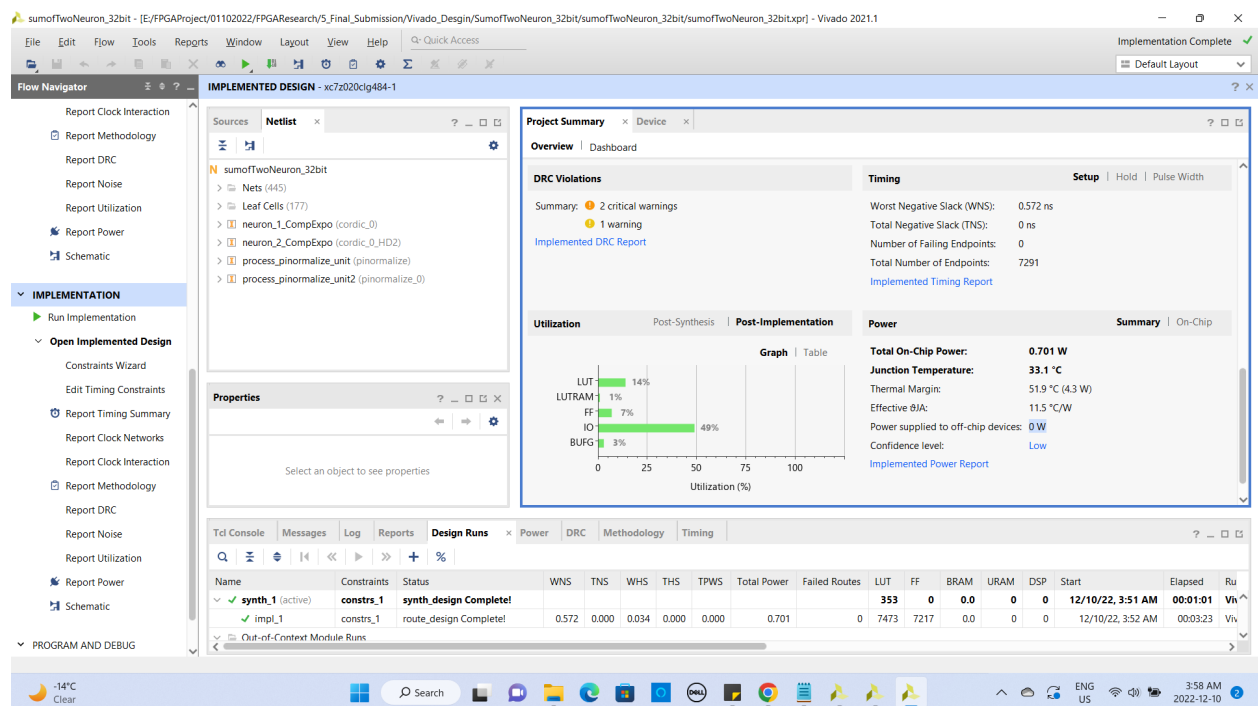 sumofTwoNeuron_32bit - [E:/FPGAProject/01102022/FPGAResearch/5_Final_Submission/Vivado_Desgin/SumofTwoNeuron_32bit/sumofTwoNeuron_32bit/sumofTwoNeuron_32bit.xpr] - Vivado 2021.1
File Edit Flow Tools Reports Window Layout View Help Q- Quick Access Implementation Complete
Default Layout
Flow Navigator
IMPLEMENTED DESIGN - xc7z020clg484-1
Report Clock Interaction
Report Methodology
Report DRC
Report Noise
Report Utilization
Report Power
Schematic
IMPLEMENTATION
Run Implementation
Open Implemented Design
Constraints Wizard
Edit Timing Constraints
Report Timing Summary
Report Clock Networks
Report Clock Interaction
Report Methodology
Report DRC
Report Noise
Report Utilization
Report Power
Schematic
PROGRAM AND DEBUG
Sources Netlist
N sumofTwoNeuron_32bit
Nets (445)
Leaf Cells (177)
neuron_1_CompExpo (cordic_0)
neuron_2_CompExpo (cordic_0_HD2)
process_pinormalize_unit (pinormalize)
process_pinormalize_unit2 (pinormalize_0)
Properties
Select an object to see properties
Project Summary Device
Overview Dashboard
DRC Violations
Summary: 2 critical warnings
1 warning
Implemented DRC Report
Timing Setup Hold Pulse Width
Worst Negative Slack (WNS): 0.572 ns
Total Negative Slack (TNS): 0 ns
Number of Failing Endpoints: 0
Total Number of Endpoints: 7291
Implemented Timing Report
Utilization Post-Synthesis Post-Implementation
Graph Table
LUT 14%
LUTRAM 1%
FF 7%
IO 49%
BUFG 3%
0 25 50 75 100
Utilization (%)
Power Summary On-Chip
Total On-Chip Power: 0.701 W
Junction Temperature: 33.1 °C
Thermal Margin: 51.9 °C (4.3 W)
Effective ϑJA: 11.5 °C/W
Power supplied to off-chip devices: 0 W
Confidence level: Low
Implemented Power Report
Tcl Console Messages Log Reports Design Runs Power DRC Methodology Timing
Name Constraints Status WNS TNS WHS THS TPWS Total Power Failed Routes LUT FF BRAM URAM DSP Start Elapsed Ru
synth_1 (active) constrs_1 synth_design Complete! 353 0 0.0 0 0 12/10/22, 3:51 AM 00:01:01 Viv
impl_1 constrs_1 route_design Complete! 0.572 0.000 0.034 0.000 0.000 0.701 0 7473 7217 0.0 0 0 12/10/22, 3:52 AM 00:03:23 Viv
Out-of-Context Module Runs
-14°C
Clear
Search
DELL
ENG
US
3:58 AM
2022-12-10
2